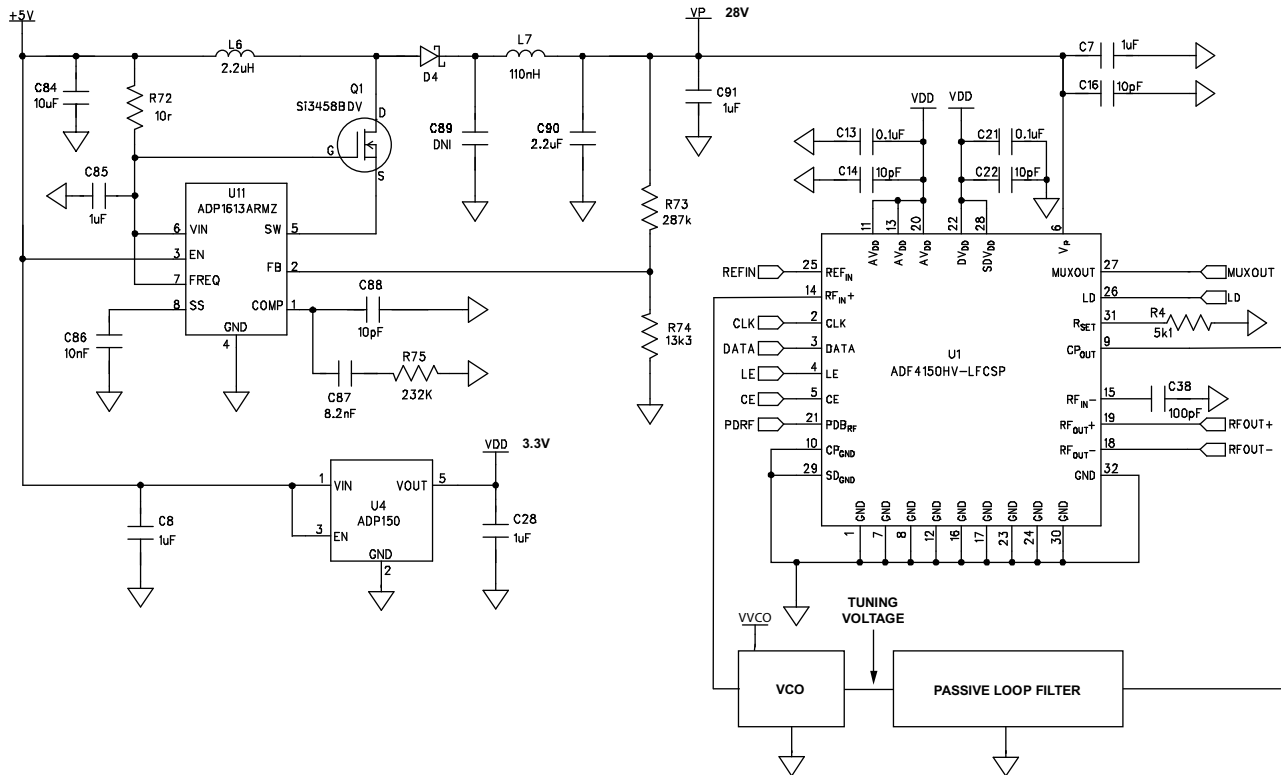 +5V
VP 28V
L6
2.2uH
D4
L7
110nH
C7 1uF
C16 10pF
C84
10uF
R72
10r
Q1
Si3458BDV
D
G
S
C89
DNI
C90
2.2uF
C91
1uF
VDD VDD
C13 0.1uF
C14 10pF
C21 0.1uF
C22 10pF
C85
1uF
U11
ADP1613ARMZ
6 VIN
3 EN
7 FREQ
8 SS
SW 5
FB 2
COMP 1
GND
4
C86
10nF
C88
10pF
C87
8.2nF
R75
232K
R73
287k
R74
13k3
11 13 20 22 28 6
AVDD AVDD AVDD DVDD SDVDD VP
REFIN 25 REFIN
14 RFIN+
CLK 2 CLK
DATA 3 DATA
LE 4 LE
CE 5 CE
PDRF 21 PDBRF
10 CPGND
29 SDGND
U1
ADF4150HV-LFCSP
MUXOUT 27 MUXOUT
LD 26 LD
RSET 31 R4
5k1
CPOUT 9
RFIN- 15 C38
100pF
RFOUT+ 19 RFOUT+
RFOUT- 18 RFOUT-
GND 32
GND GND GND GND GND GND GND GND GND
1 7 8 12 16 17 23 24 30
VDD 3.3V
1 VIN
3 EN
VOUT 5
U4
ADP150
GND
2
C8
1uF
C28
1uF
TUNING
VOLTAGE
VVCO
VCO
PASSIVE LOOP FILTER